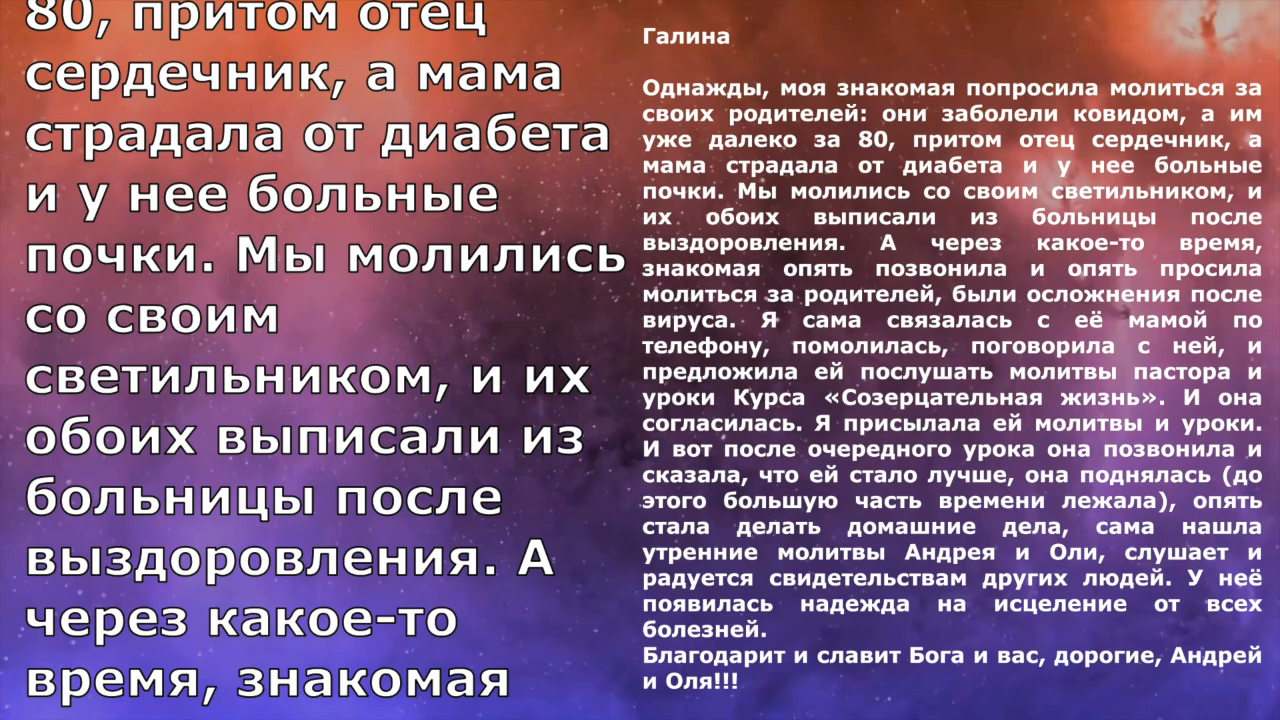 80, притом отец
сердечник, а мама
страдала от диабета
и у нее больные
почки. Мы молились
со своим
светильником, и их
обоих выписали из
больницы после
выздоровления. А
через какое-то
время, знакомая
Галина
Однажды, моя знакомая попросила молиться за
своих родителей: они заболели ковидом, а им
уже далеко за 80, притом отец сердечник, а
мама страдала от диабета и у нее больные
почки. Мы молились со своим светильником, и
их обоих выписали из больницы после
выздоровления. А через какое-то время,
знакомая опять позвонила и опять просила
молиться за родителей, были осложнения после
вируса. Я сама связалась с её мамой по
телефону, помолилась, поговорила с ней, и
предложила ей послушать молитвы пастора и
уроки Курса «Созерцательная жизнь». И она
согласилась. Я присылала ей молитвы и уроки.
И вот после очередного урока она позвонила и
сказала, что ей стало лучше, она поднялась (до
этого большую часть времени лежала), опять
стала делать домашние дела, сама нашла
утренние молитвы Андрея и Оли, слушает и
радуется свидетельствам других людей. У неё
появилась надежда на исцеление от всех
болезней.
Благодарит и славит Бога и вас, дорогие, Андрей
и Оля!!!